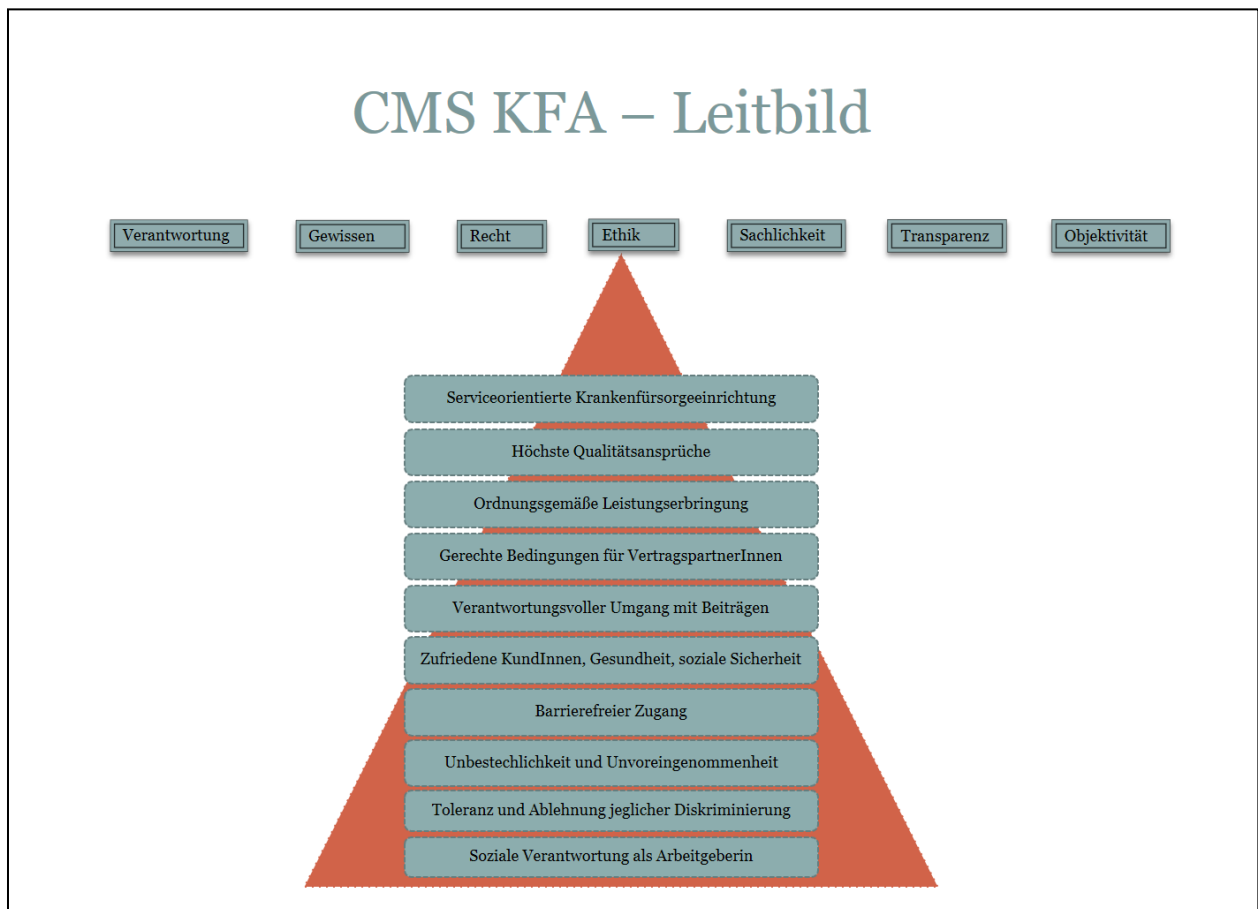 CMS KFA – Leitbild
Verantwortung
Gewissen
Recht
Ethik
Sachlichkeit
Transparenz
Objektivität
Serviceorientierte Krankenfürsorgeeinrichtung
Höchste Qualitätsansprüche
Ordnungsgemäße Leistungserbringung
Gerechte Bedingungen für VertragspartnerInnen
Verantwortungsvoller Umgang mit Beiträgen
Zufriedene KundInnen, Gesundheit, soziale Sicherheit
Barrierefreier Zugang
Unbestechlichkeit und Unvoreingenommenheit
Toleranz und Ablehnung jeglicher Diskriminierung
Soziale Verantwortung als Arbeitgeberin